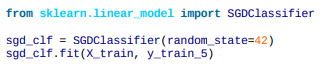 from sklearn.linear_model import SGDClassifier
sgd_clf = SGDClassifier(random_state=42)
sgd_clf.fit(X_train, y_train_5)